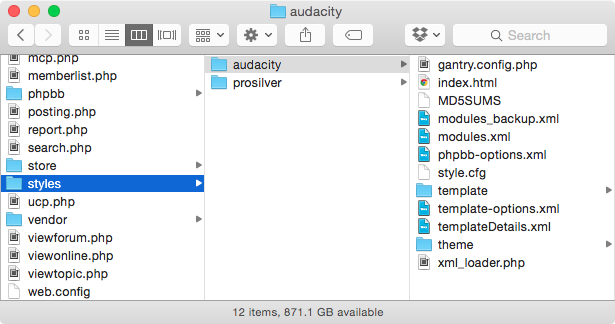 audacity
Search
mcp.php
memberlist.php
phpbb
posting.php
report.php
search.php
store
styles
ucp.php
vendor
viewforum.php
viewonline.php
viewtopic.php
web.config
audacity
prosilver
gantry.config.php
index.html
MD5SUMS
modules_backup.xml
modules.xml
phpbb-options.xml
style.cfg
template
template-options.xml
templateDetails.xml
theme
xml_loader.php
12 items, 871.1 GB available